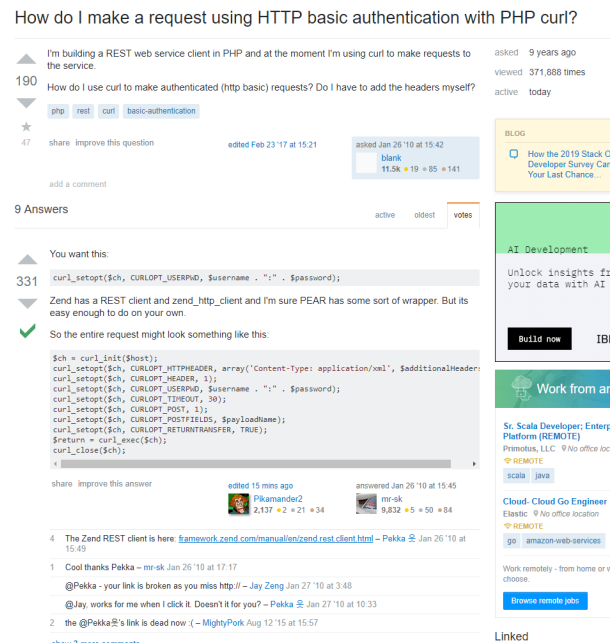 How do I make a request using HTTP basic authentication with PHP curl?
I'm building a REST web service client in PHP and at the moment I'm using curl to make requests to
the service.
190
How do I use curl to make authenticated (http basic) requests? Do I have to add the headers myself?
php rest curl basic-authentication
47
share improve this question
edited Feb 23 '17 at 15:21
asked Jan 26 '10 at 15:42
blank
11.5k 19 85 141
add a comment
asked 9 years ago
viewed 371,888 times
active today
BLOG
How the 2019 Stack O
Developer Survey Car
Your Last Chance…
9 Answers
active oldest votes
You want this:
331
curl_setopt($ch, CURLOPT_USERPWD, $username . ":" . $password);
Zend has a REST client and zend_http_client and I'm sure PEAR has some sort of wrapper. But its
easy enough to do on your own.
So the entire request might look something like this:
$ch = curl_init($host);
curl_setopt($ch, CURLOPT_HTTPHEADER, array('Content-Type: application/xml', $additionalHeaders
curl_setopt($ch, CURLOPT_HEADER, 1);
curl_setopt($ch, CURLOPT_USERPWD, $username . ":" . $password);
curl_setopt($ch, CURLOPT_TIMEOUT, 30);
curl_setopt($ch, CURLOPT_POST, 1);
curl_setopt($ch, CURLOPT_POSTFIELDS, $payloadName);
curl_setopt($ch, CURLOPT_RETURNTRANSFER, TRUE);
$return = curl_exec($ch);
curl_close($ch);
share improve this answer
edited 15 mins ago
Pikamander2
2,137 2 21 34
answered Jan 26 '10 at 15:45
mr-sk
9,832 5 50 84
4 The Zend REST client is here: framework.zend.com/manual/en/zend.rest.client.html – Pekka 웃 Jan 26 '10 at
15:49
1 Cool thanks Pekka – mr-sk Jan 26 '10 at 17:17
@Pekka - your link is broken as you miss http:// – Jay Zeng Jan 27 '10 at 3:48
@Jay, works for me when I click it. Doesn't it for you? – Pekka 웃 Jan 27 '10 at 10:33
2 the @Pekka웃's link is dead now :( – MightyPork Aug 12 '15 at 15:57
AI Development
Unlock insights fr
your data with AI
Build now
IB
Work from an
Sr. Scala Developer; Enterp
Platform (REMOTE)
Primotus, LLC No office loc
REMOTE
scala java
Cloud- Cloud Go Engineer
Elastic No office location
REMOTE
go amazon-web-services
Work remotely - from home or w
choose.
Browse remote jobs
Linked